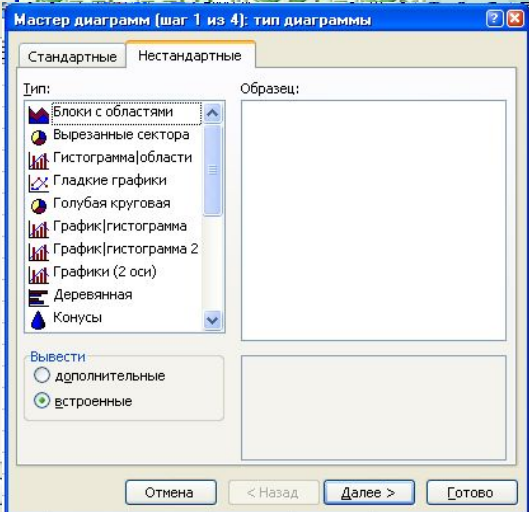 Мастер диаграмм (шаг 1 из 4): тип диаграммы
Стандартные Нестандартные
Тип:
Блоки с областями
Вырезанные сектора
Гистограмма|области
Гладкие графики
Голубая круговая
График|гистограмма
График|гистограмма 2
Графики (2 оси)
Деревянная
Конусы
Образец:
Вывести
дополнительные
встроенные
Отмена < Назад Далее > Готово